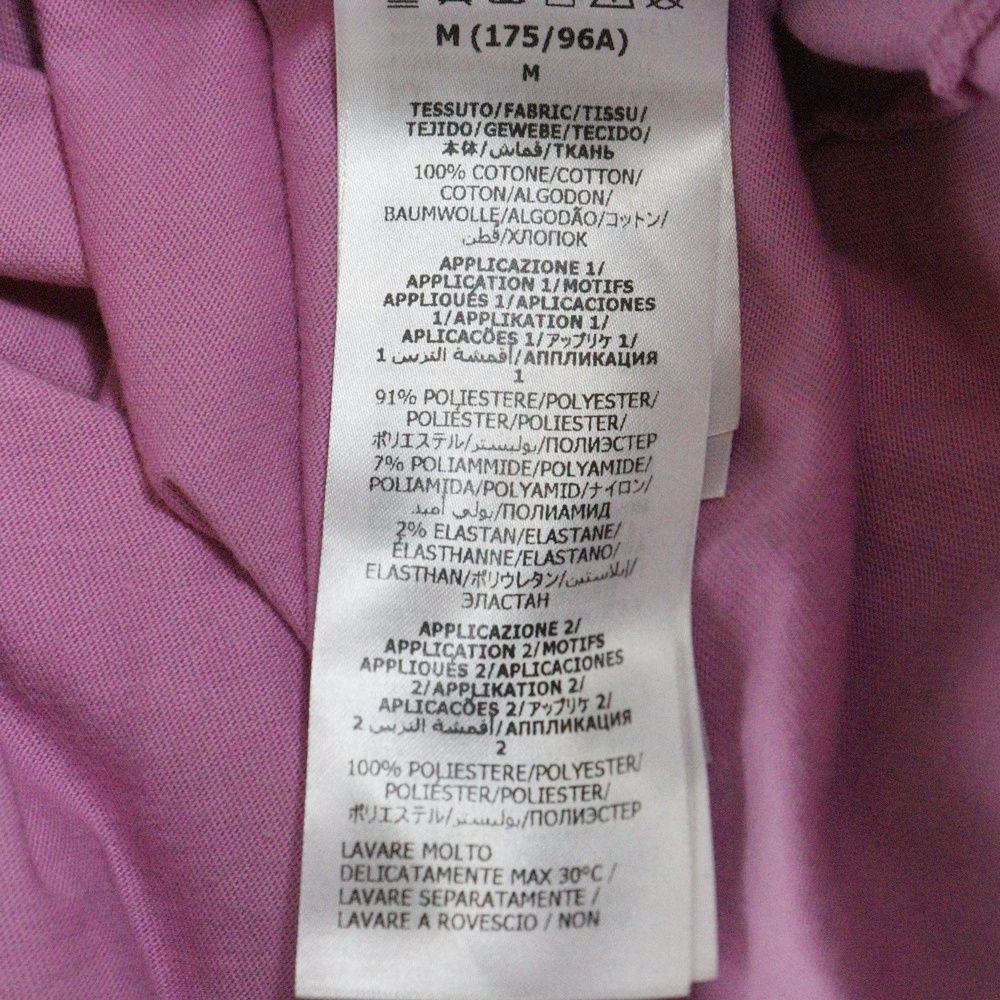 M (175/96A)
M
TESSUTO/FABRIC/TISSU/
TEJIDO/GEWEBE/TECIDO/
本体/قماش/ТКАНЬ
100% COTONE/COTTON/
COTON/ALGODON/
BAUMWOLLE/ALGODÃO/コットン/
قطن/ХЛОПОК
APPLICAZIONE 1/
APPLICATION 1/MOTIFS
APPLIQUÉS 1/APLICACIONES
1/APPLIKATION 1/
APLICACÕES 1/アップリケ 1/
أقمشة الترس 1/АППЛИКАЦИЯ
1
91% POLIESTERE/POLYESTER/
POLIÉSTER/POLIESTER/
ポリエステル/بوليستر/ПОЛИЭСТЕР
7% POLIAMMIDE/POLYAMIDE/
POLIAMIDA/POLYAMID/ナイロン/
بولي أميد/ПОЛИАМИД
2% ELASTAN/ELASTANE/
ÉLASTHANNE/ELASTANO/
ELASTHAN/ポリウレタン/إيلاستين/
ЭЛАСТАН
APPLICAZIONE 2/
APPLICATION 2/MOTIFS
APPLIQUÉS 2/APLICACIONES
2/APPLIKATION 2/
APLICACÕES 2/アップリケ 2/
أقمشة الترس 2/АППЛИКАЦИЯ
2
100% POLIESTERE/POLYESTER/
POLIÉSTER/POLIESTER/
ポリエステル/بوليستر/ПОЛИЭСТЕР
LAVARE MOLTO
DELICATAMENTE MAX 30°C /
LAVARE SEPARATAMENTE /
LAVARE A ROVESCIO / NON